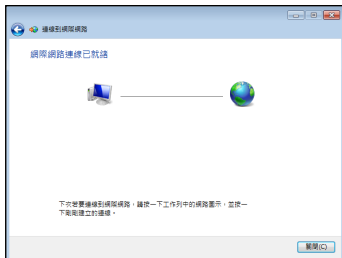 連線到網際網路
網際網路連線已就緒
下次若要連線到網際網路，請按一下工作列中的網路圖示，並按一
下剛剛建立的連線。
關閉(C)